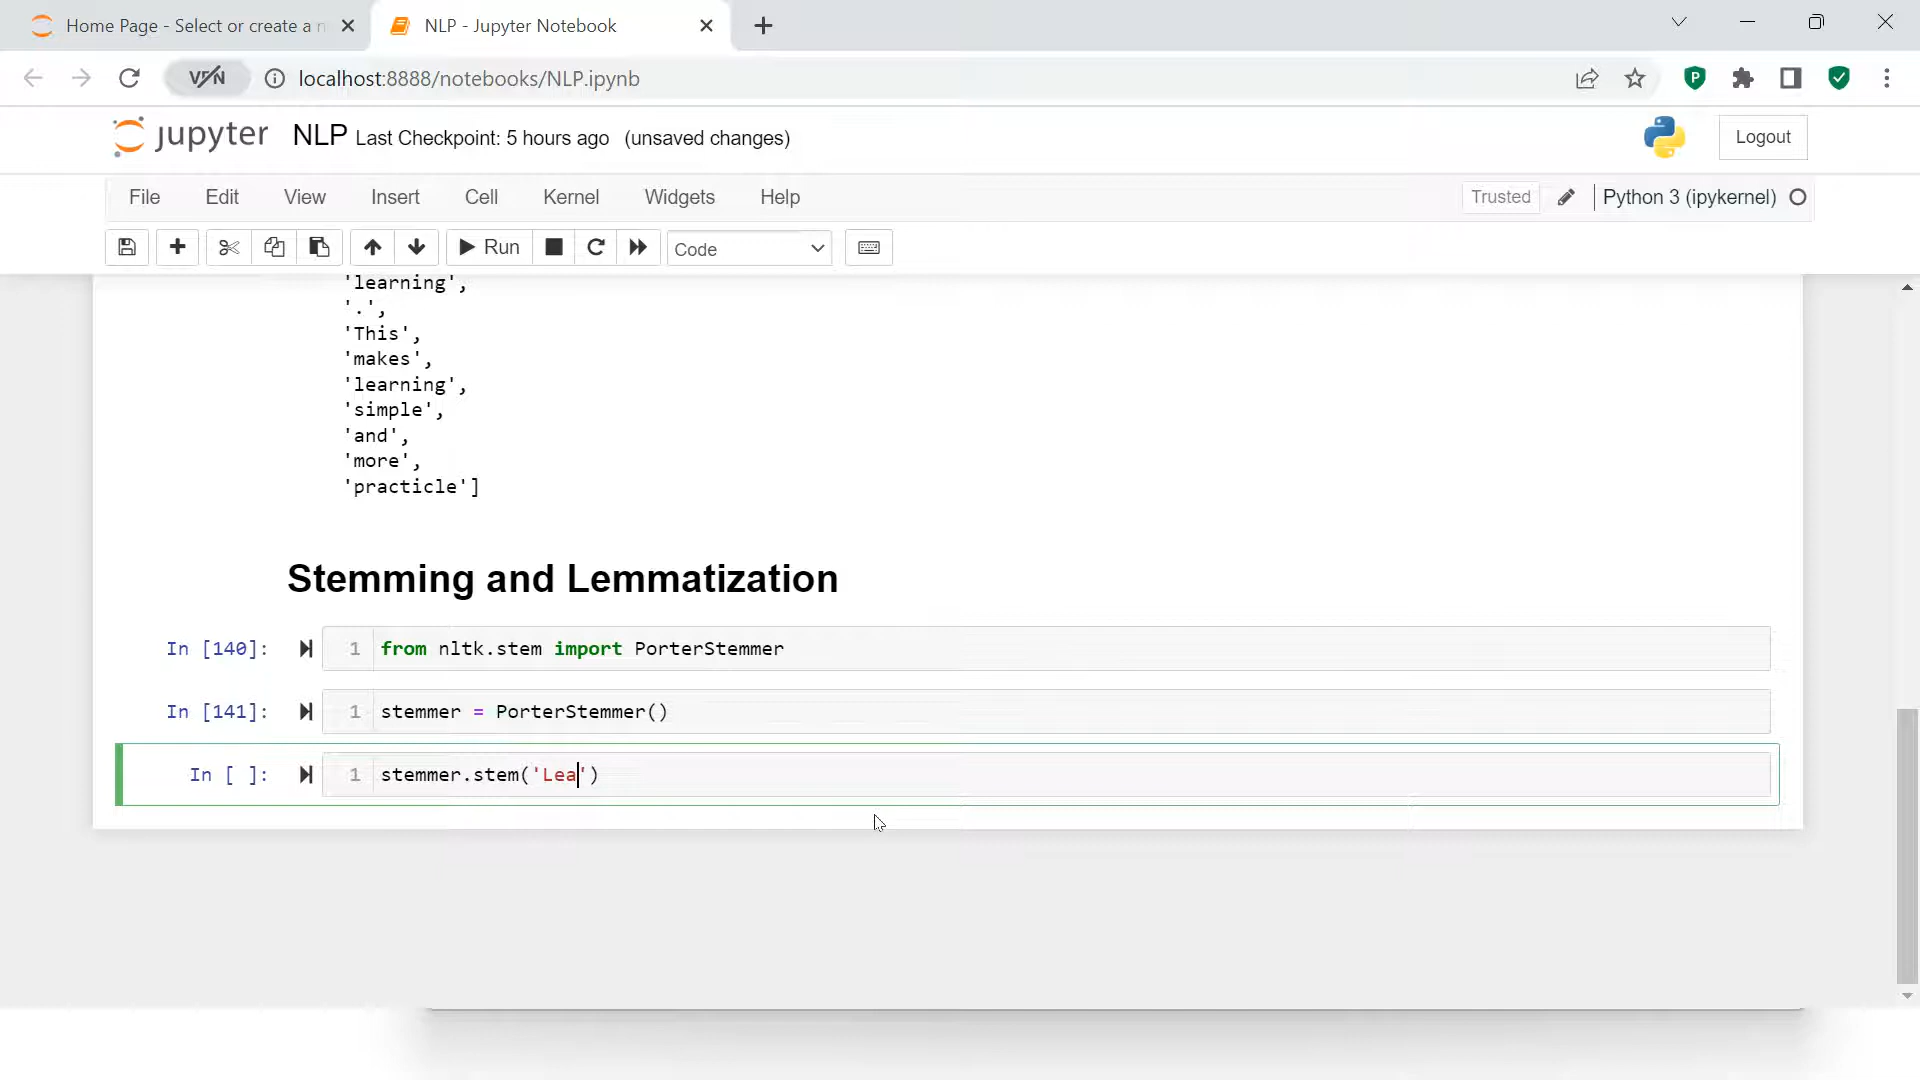 Home Page - Select or create a n
NLP - Jupyter Notebook
VPN
localhost:8888/notebooks/NLP.ipynb
P
jupyter NLP Last Checkpoint: 5 hours ago (unsaved changes)
Logout
File Edit View Insert Cell Kernel Widgets Help
Trusted Python 3 (ipykernel)
Run Code
'learning',
'.',
'This',
'makes',
'learning',
'simple',
'and',
'more',
'practicle']
Stemming and Lemmatization
In [140]: 1 from nltk.stem import PorterStemmer
In [141]: 1 stemmer = PorterStemmer()
In [ ]: 1 stemmer.stem('Lea')